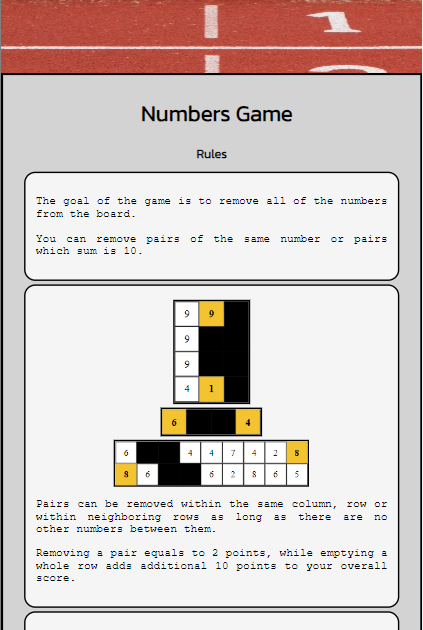 1
Numbers Game
Rules
The goal of the game is to remove all of the numbers
from the board.
You can remove pairs of the same number or pairs
which sum is 10.
9 9
9
9
4 1
6 4
6 4 4 7 4 2 8
8 6 6 2 8 6 5
Pairs can be removed within the same column, row or
within neighboring rows as long as there are no
other numbers between them.
Removing a pair equals to 2 points, while emptying a
whole row adds additional 10 points to your overall
score.